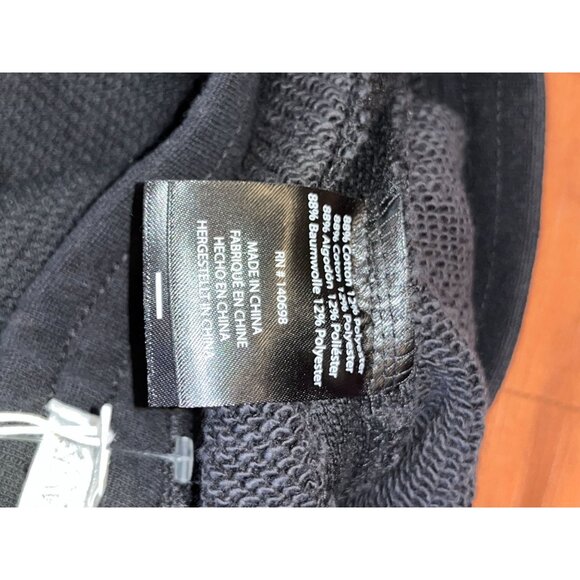 88% Cotton 12% Polyester
88% Coton 12% Polyester
88% Algodón 12% Poliéster
88% Baumwolle 12% Polyester
RN # 140698
MADE IN CHINA
FABRIQUÉ EN CHINE
HECHO EN CHINA
HERGESTELLT IN CHINA